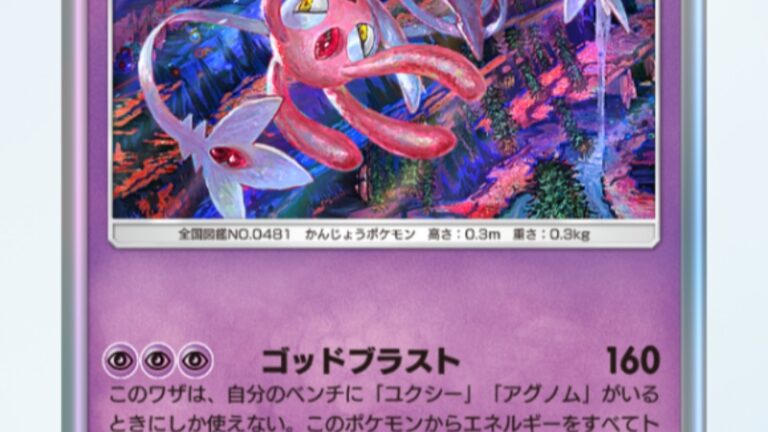 全国図鑑NO.0481 かんじょうポケモン 高さ:0.3m 重さ:0.3kg
ゴッドブラスト 160
このワザは、自分のベンチに「ユクシー」「アグノム」がいる
ときにしか使えない。このポケモンからエネルギーをすべてト